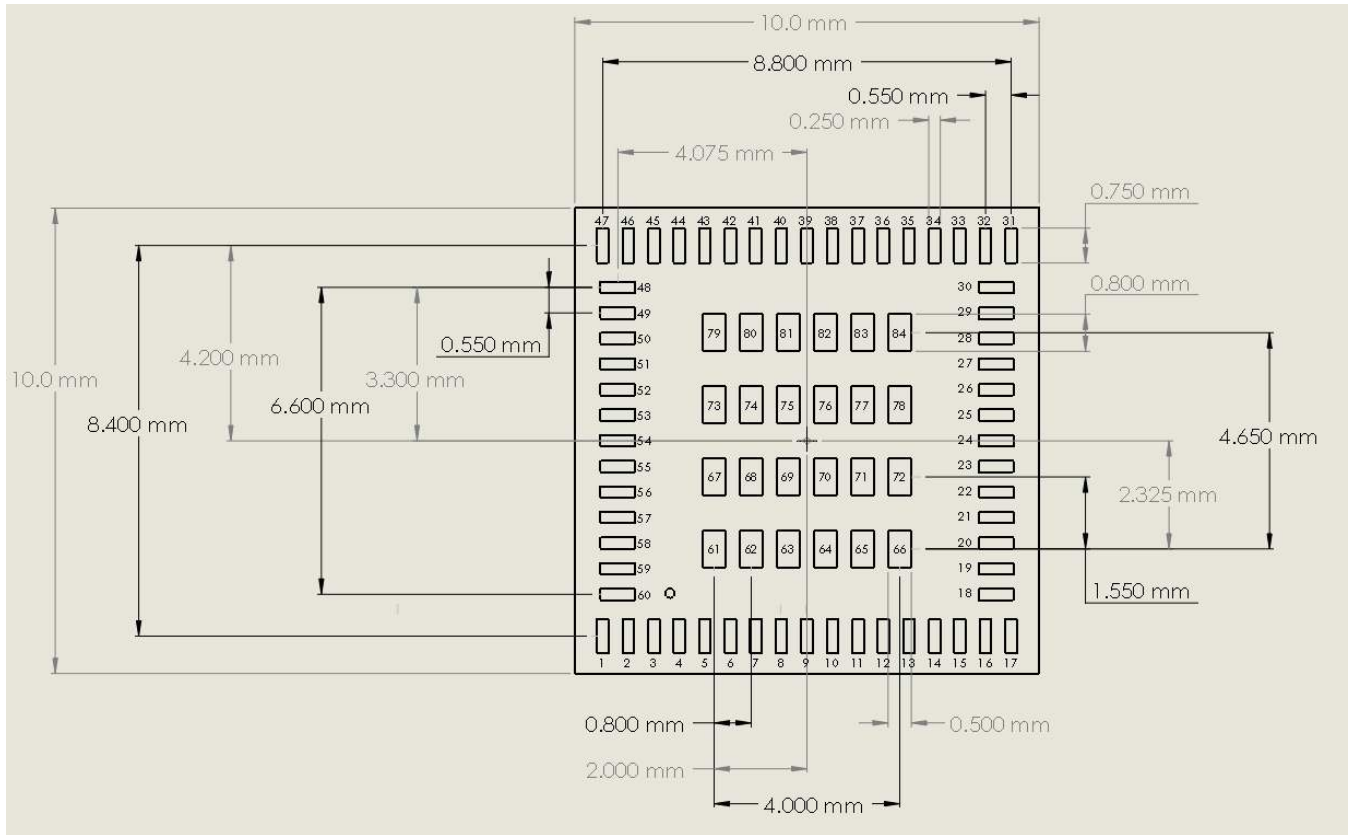 10.0 mm
8.800 mm
0.550 mm
0.250 mm
4.075 mm
0.750 mm
47 46 45 44 43 42 41 40 39 38 37 36 35 34 33 32 31
48 30
0.800 mm
49 29
79 80 81 82 83 84
50 28
0.550 mm
4.200 mm
51 27
10.0 mm
3.300 mm
52 26
6.600 mm
73 74 75 76 77 78
53 25
8.400 mm
54 24
4.650 mm
55 23
67 68 69 70 71 72
56 22
2.325 mm
57 21
58 20
61 62 63 64 65 66
59 19
1.550 mm
60 18
1 2 3 4 5 6 7 8 9 10 11 12 13 14 15 16 17
0.800 mm
0.500 mm
2.000 mm
4.000 mm